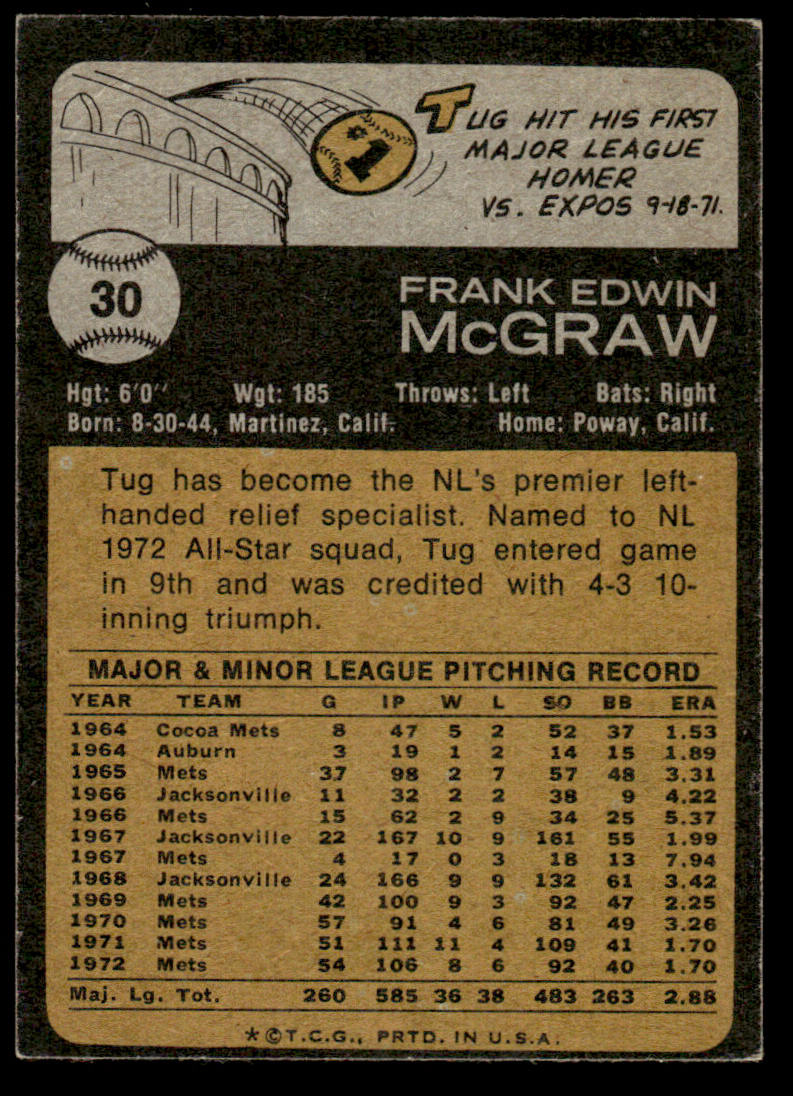 #1
TUG HIT HIS FIRST
MAJOR LEAGUE
HOMER
VS. EXPOS 9-18-71.
30
FRANK EDWIN
McGRAW
Hgt: 6'0" Wgt: 185 Throws: Left Bats: Right
Born: 8-30-44, Martinez, Calif. Home: Poway, Calif.
Tug has become the NL's premier left-
handed relief specialist. Named to NL
1972 All-Star squad, Tug entered game
in 9th and was credited with 4-3 10-
inning triumph.
MAJOR & MINOR LEAGUE PITCHING RECORD
YEAR TEAM G IP W L SO BB ERA
1964 Cocoa Mets 8 47 5 2 52 37 1.53
1964 Auburn 3 19 1 2 14 15 1.89
1965 Mets 37 98 2 7 57 48 3.31
1966 Jacksonville 11 32 2 2 38 9 4.22
1966 Mets 15 62 2 9 34 25 5.37
1967 Jacksonville 22 167 10 9 161 55 1.99
1967 Mets 4 17 0 3 18 13 7.94
1968 Jacksonville 24 166 9 9 132 61 3.42
1969 Mets 42 100 9 3 92 47 2.25
1970 Mets 57 91 4 6 81 49 3.26
1971 Mets 51 111 11 4 109 41 1.70
1972 Mets 54 106 8 6 92 40 1.70
Maj. Lg. Tot. 260 585 36 38 483 263 2.88
*©T.C.G., PRTD. IN U.S.A.